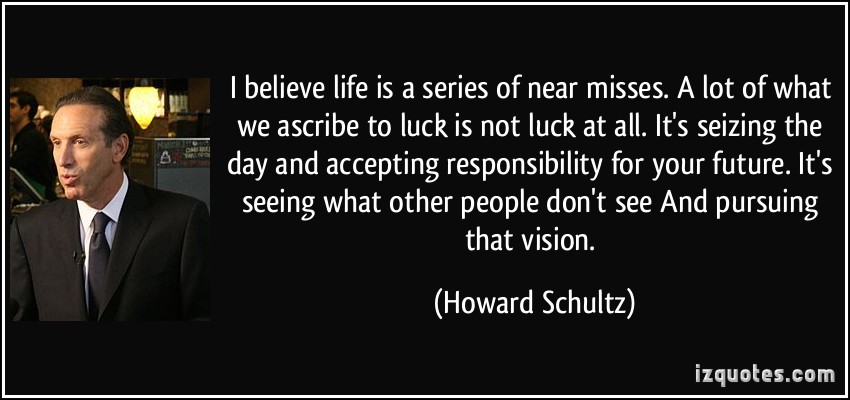 I believe life is a series of near misses. A lot of what
we ascribe to luck is not luck at all. It's seizing the
day and accepting responsibility for your future. It's
seeing what other people don't see And pursuing
that vision.
(Howard Schultz)
izquotes.com